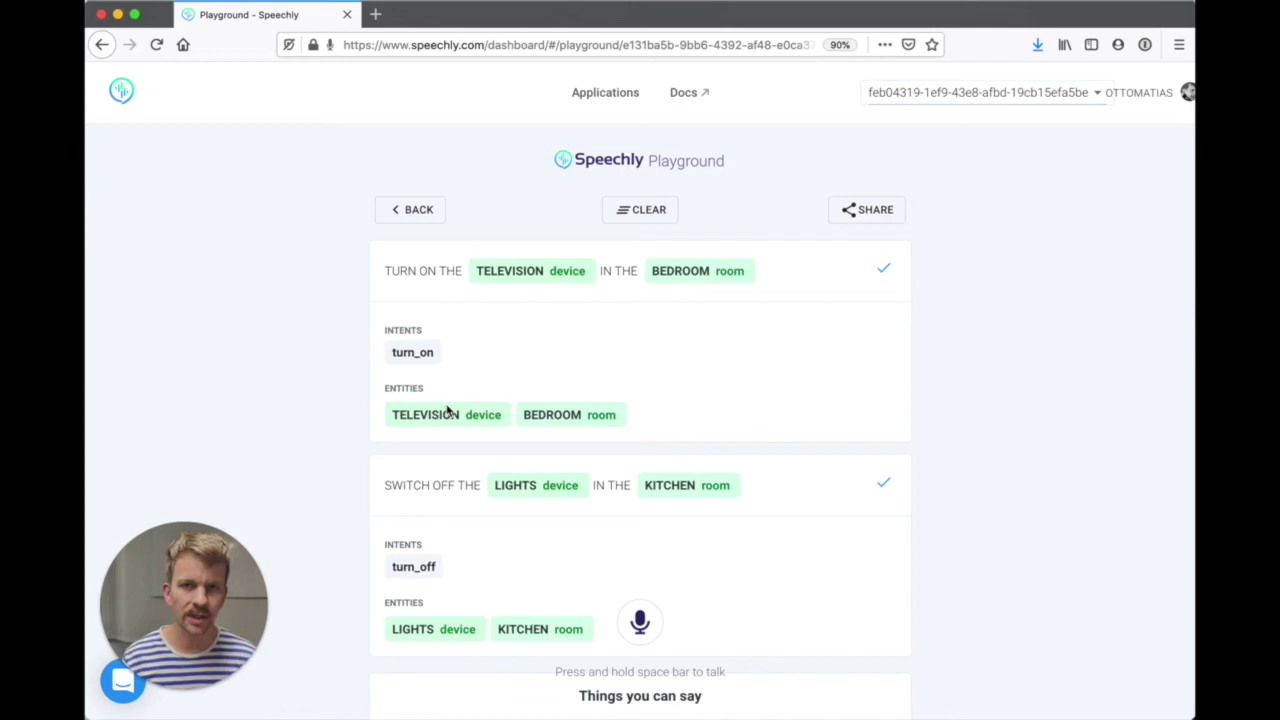 Playground - Speechly
https://www.speechly.com/dashboard/#/playground/e131ba5b-9bb6-4392-af48-e0ca37
90%
Applications
Docs
feb04319-1ef9-43e8-afbd-19cb15efa5be
OTTOMATIAS
Speechly Playground
BACK
CLEAR
SHARE
TURN ON THE TELEVISION device IN THE BEDROOM room
INTENTS
turn_on
ENTITIES
TELEVISION device BEDROOM room
SWITCH OFF THE LIGHTS device IN THE KITCHEN room
INTENTS
turn_off
ENTITIES
LIGHTS device KITCHEN room
Press and hold space bar to talk
Things you can say